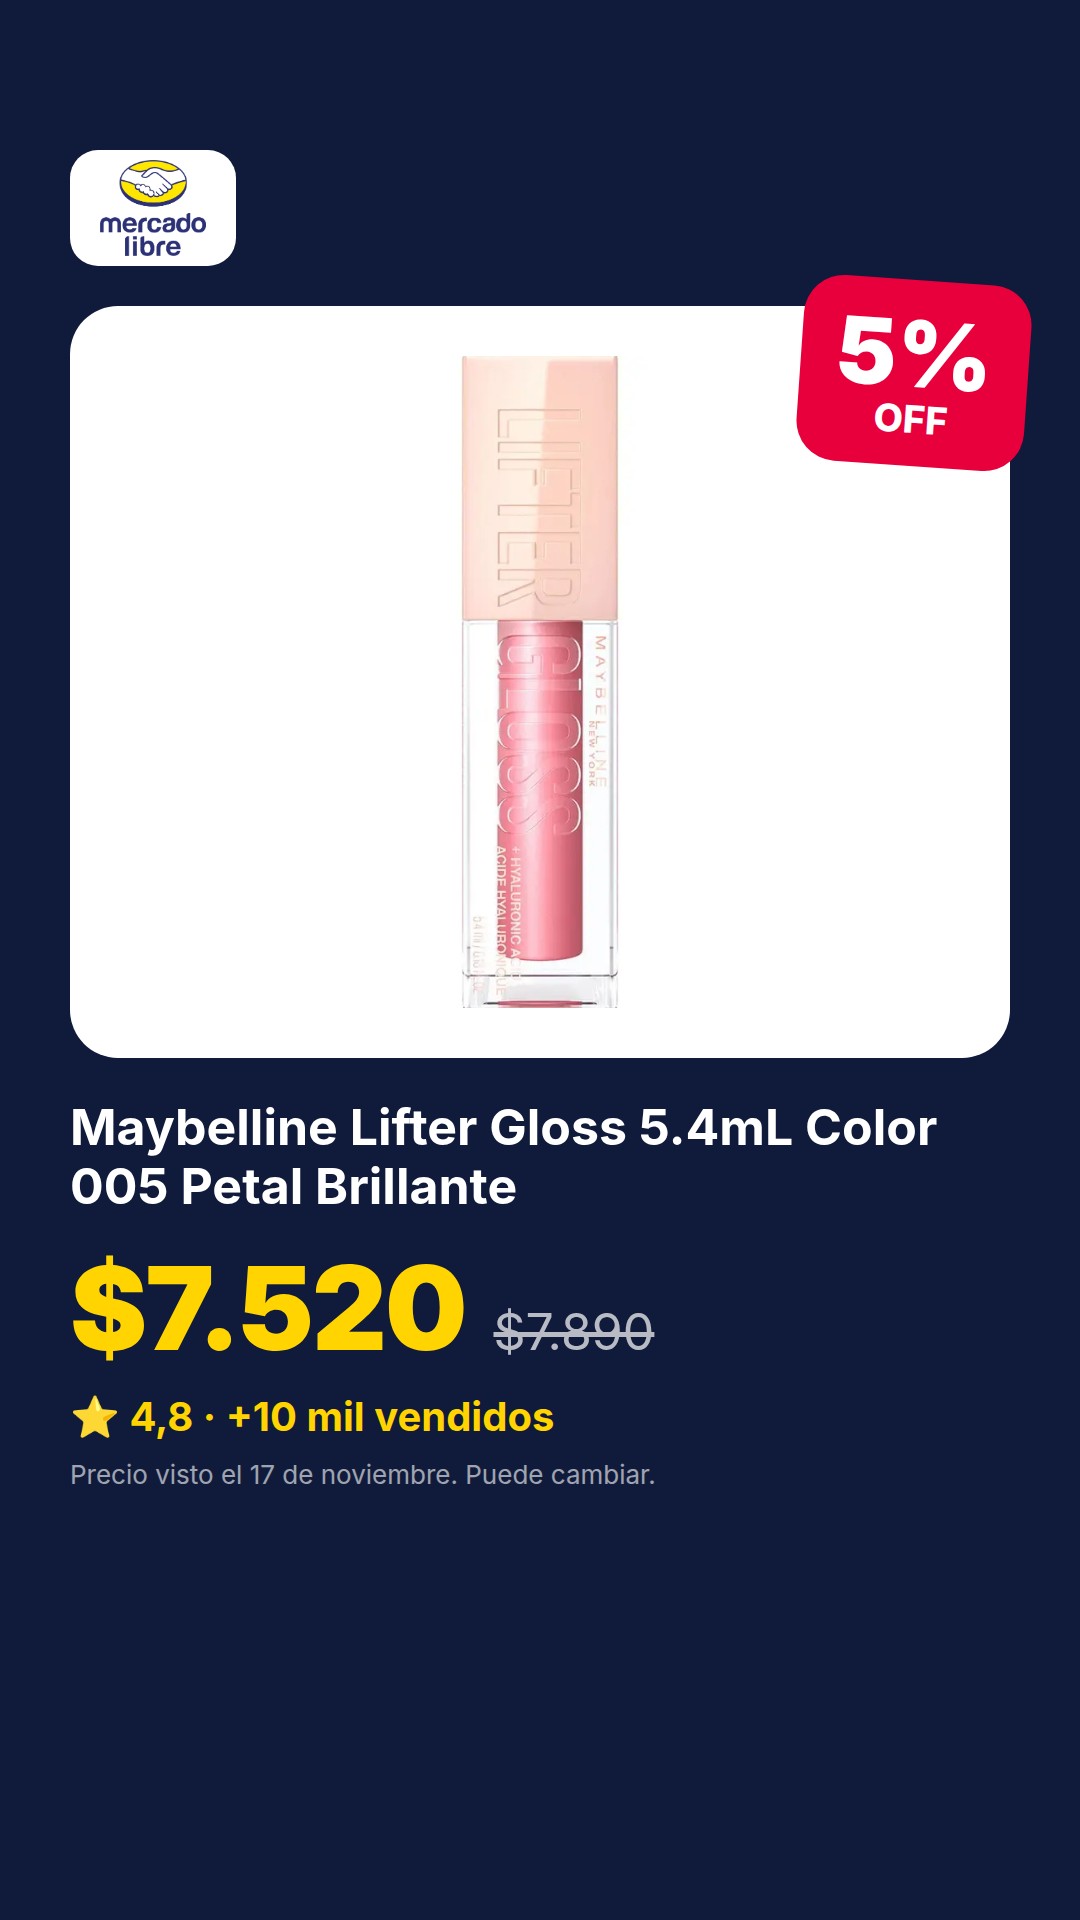 mercado
libre
5%
OFF
LIFTER
GLOSS
MAYBELLINE
NEW YORK
+ HYALURONIC
ACIDE HYALURONIQUE
Maybelline Lifter Gloss 5.4mL Color
005 Petal Brillante
$7.520 $7.890
⭐ 4,8 · +10 mil vendidos
Precio visto el 17 de noviembre. Puede cambiar.